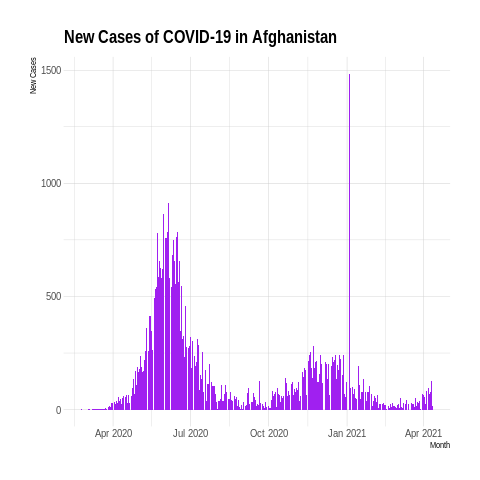 New Cases of COVID-19 in Afghanistan
New Cases
1500
1000
500
0
Apr 2020 Jul 2020 Oct 2020 Jan 2021 Apr 2021
Month